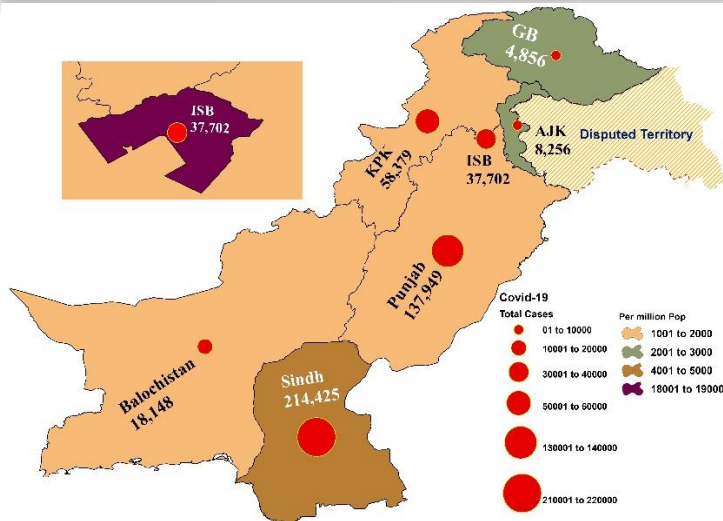 GB
4,856
ISB
37,702
AJK
8,256
Disputed Territory
KPK
58,379
ISB
37,702
Punjab
137,949
Balochistan
18,148
Sindh
214,425
Covid-19
Total Cases
01 to 10000
10001 to 20000
30001 to 40000
50001 to 60000
130001 to 140000
210001 to 220000
Per million Pop
1001 to 2000
2001 to 3000
4001 to 5000
18001 to 19000